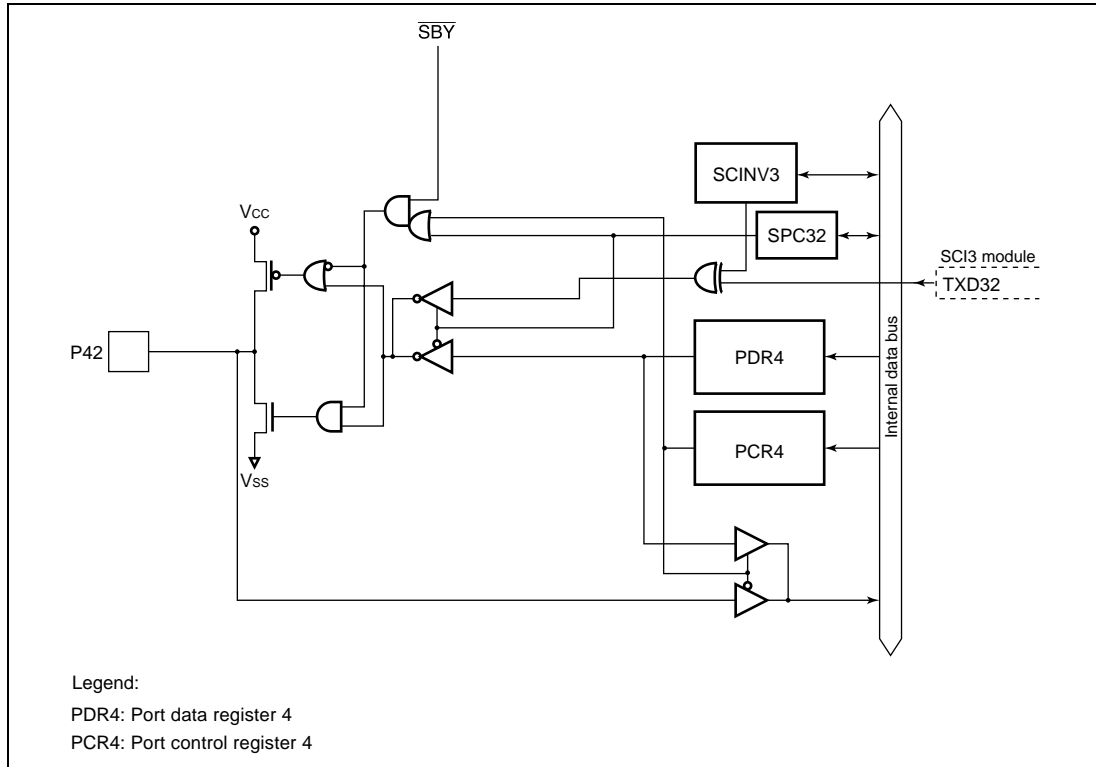 SBY
SCINV3
VCC
SPC32
SCI3 module
TXD32
P42
PDR4
Internal data bus
PCR4
VSS
Legend:
PDR4: Port data register 4
PCR4: Port control register 4